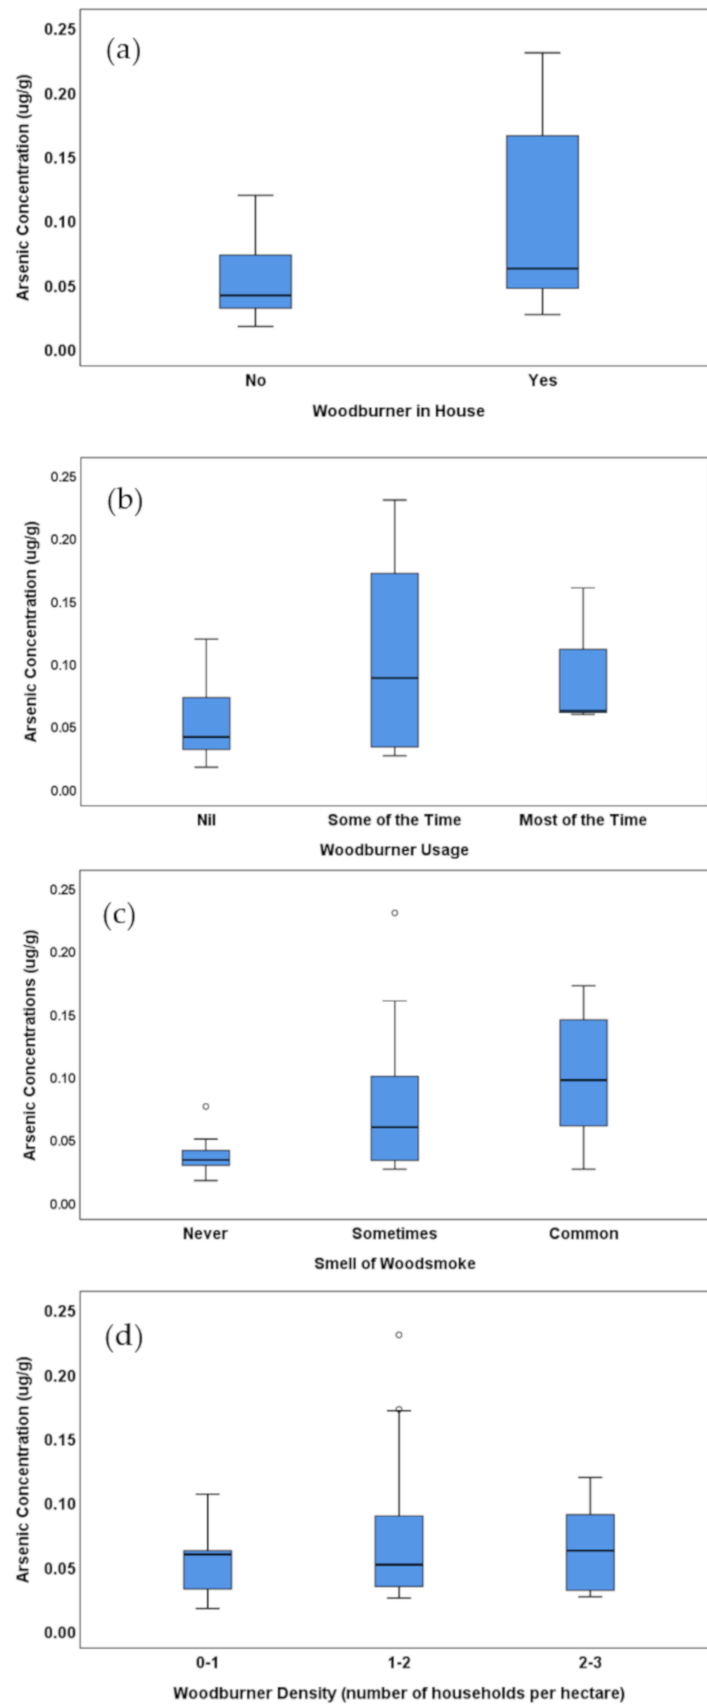 (a)
Arsenic Concentration (ug/g)
0.25
0.20
0.15
0.10
0.05
0.00
No Yes
Woodburner in House
(b)
Arsenic Concentration (ug/g)
0.25
0.20
0.15
0.10
0.05
0.00
Nil Some of the Time Most of the Time
Woodburner Usage
(c)
Arsenic Concentrations (ug/g)
0.25
0.20
0.15
0.10
0.05
0.00
Never Sometimes Common
Smell of Woodsmoke
(d)
Arsenic Concentration (ug/g)
0.25
0.20
0.15
0.10
0.05
0.00
0-1 1-2 2-3
Woodburner Density (number of households per hectare)